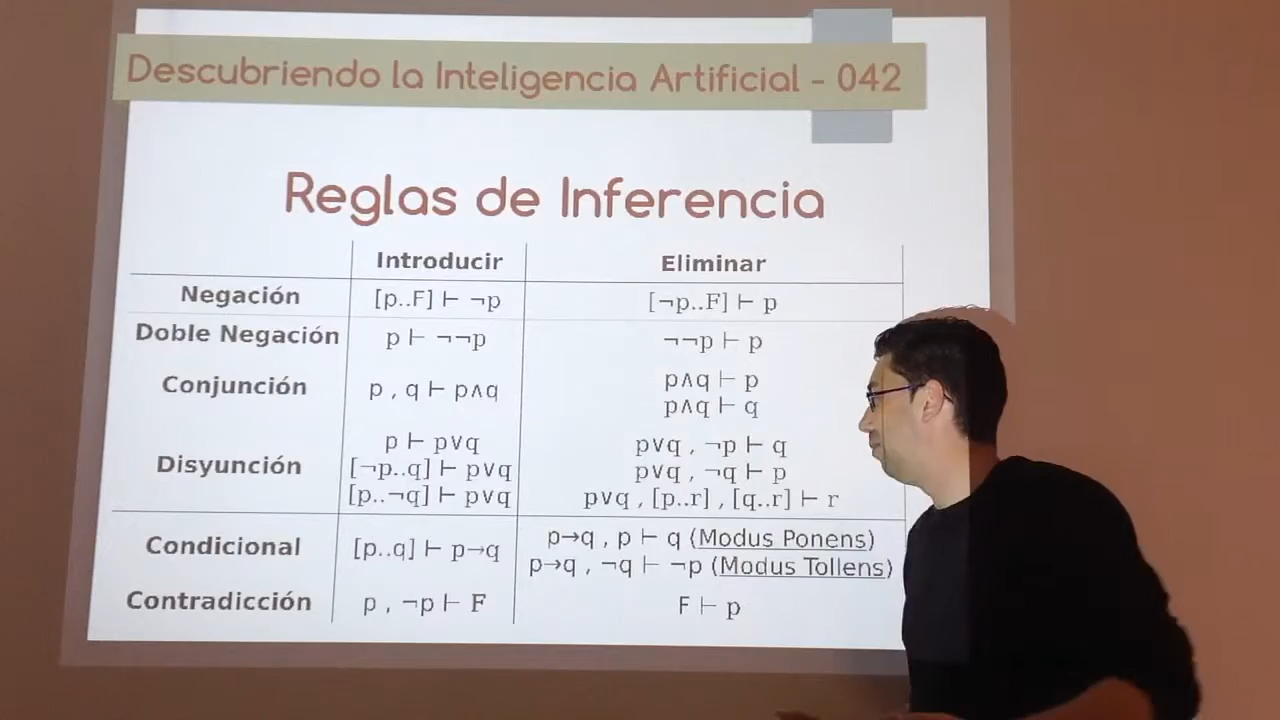 Descubriendo la Inteligencia Artificial - 042
Reglas de Inferencia
Introducir Eliminar
Negación [p..F] ⊢ ¬p [¬p..F] ⊢ p
Doble Negación p ⊢ ¬¬p ¬¬p ⊢ p
Conjunción p , q ⊢ p∧q p∧q ⊢ p
p∧q ⊢ q
Disyunción p ⊢ p∨q p∨q , ¬p ⊢ q
[¬p..q] ⊢ p∨q p∨q , ¬q ⊢ p
[p..¬q] ⊢ p∨q p∨q , [p..r] , [q..r] ⊢ r
Condicional [p..q] ⊢ p→q p→q , p ⊢ q (Modus Ponens)
p→q , ¬q ⊢ ¬p (Modus Tollens)
Contradicción p , ¬p ⊢ F F ⊢ p